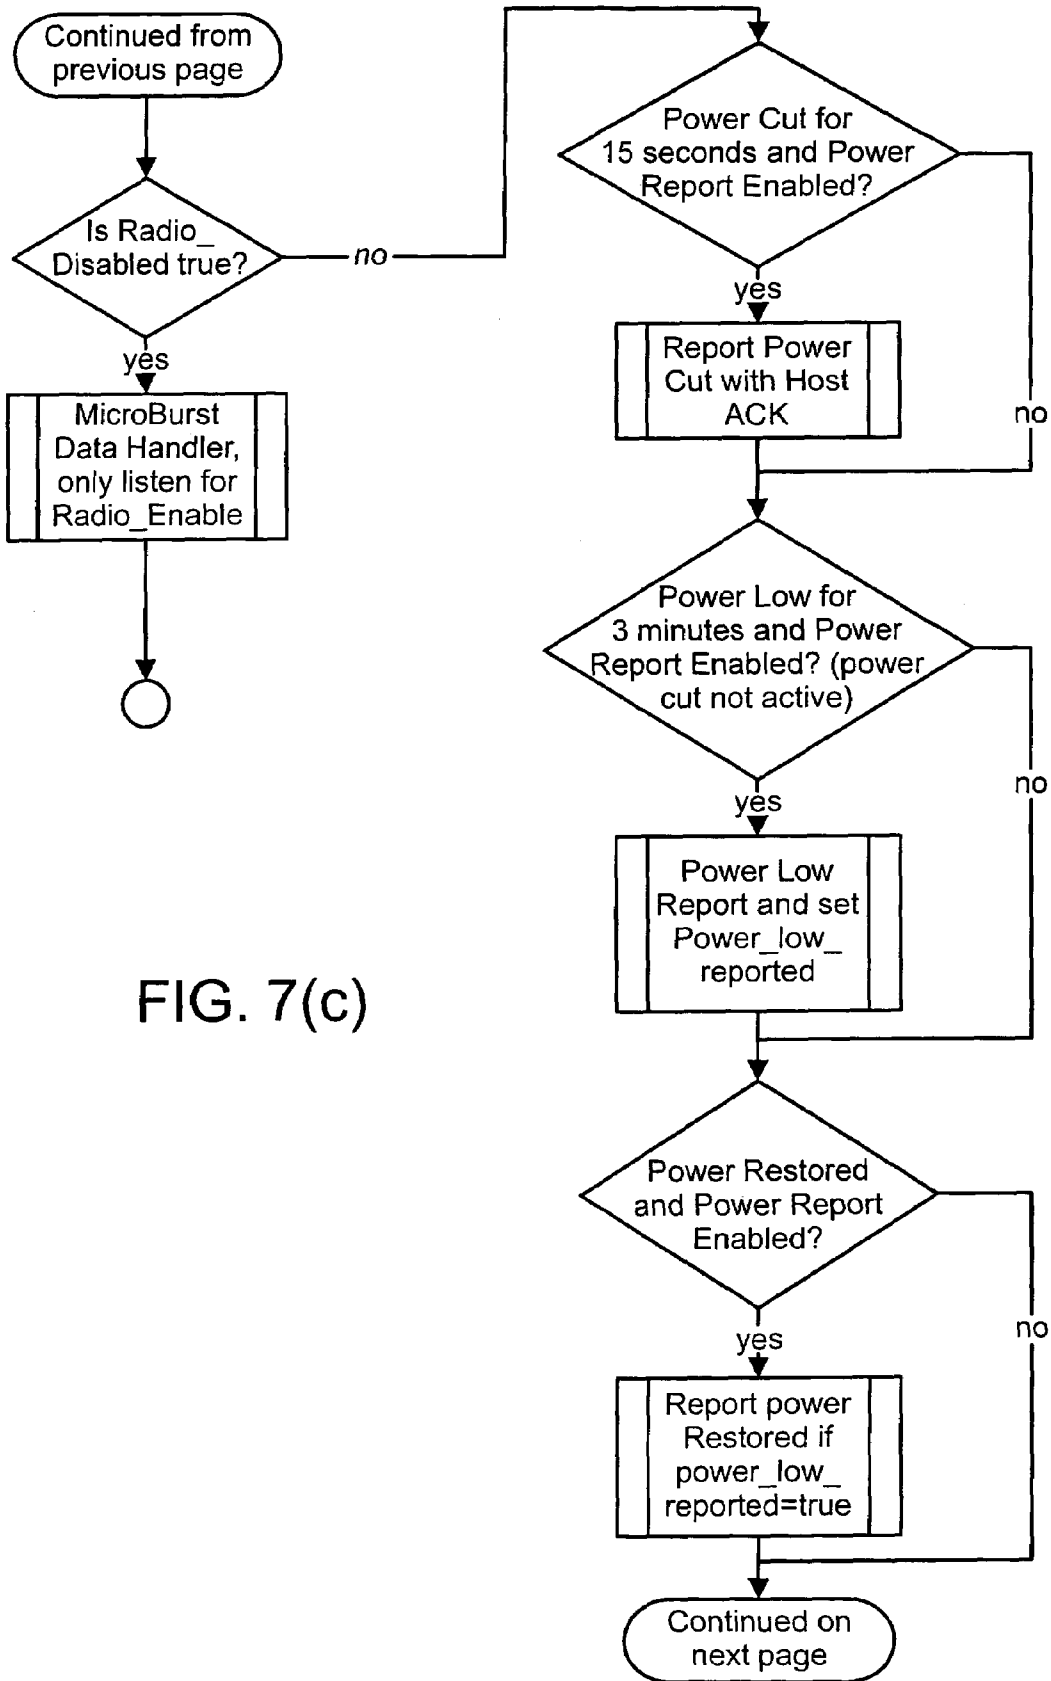 Continued from
previous page
Is Radio_
Disabled true?
no
yes
MicroBurst
Data Handler,
only listen for
Radio_Enable
Power Cut for
15 seconds and Power
Report Enabled?
yes
no
Report Power
Cut with Host
ACK
Power Low for
3 minutes and Power
Report Enabled? (power
cut not active)
yes
no
Power Low
Report and set
Power_low_
reported
Power Restored
and Power Report
Enabled?
yes
no
Report power
Restored if
power_low_
reported=true
Continued on
next page
FIG. 7(c)